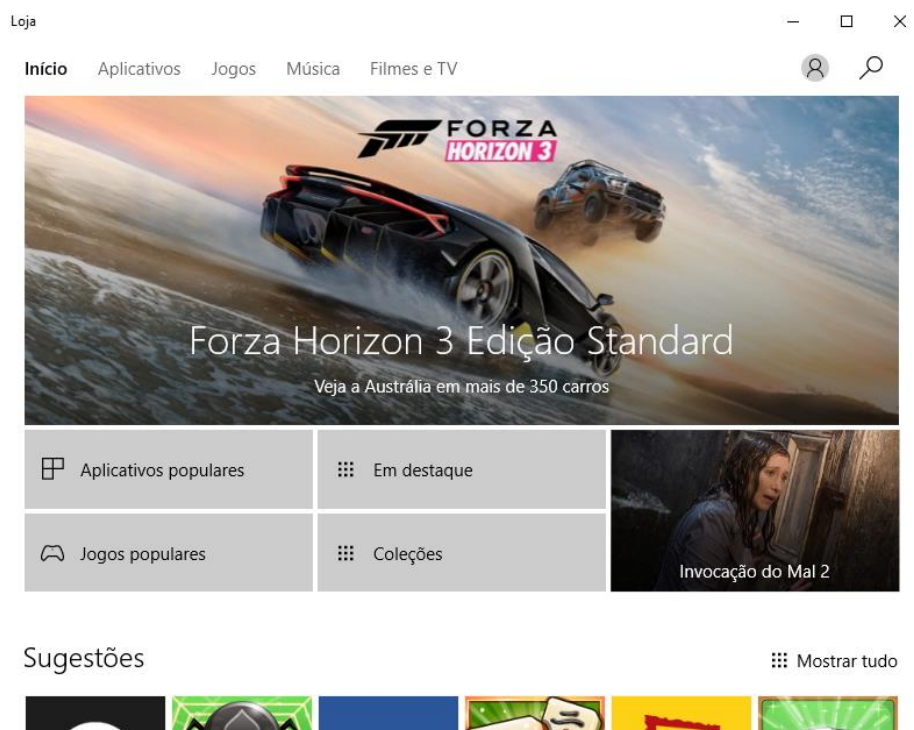 Loja
Início Aplicativos Jogos Música Filmes e TV
FORZA
HORIZON 3
Forza Horizon 3 Edição Standard
Veja a Austrália em mais de 350 carros
Aplicativos populares
Em destaque
Jogos populares
Coleções
Invocação do Mal 2
Sugestões
Mostrar tudo